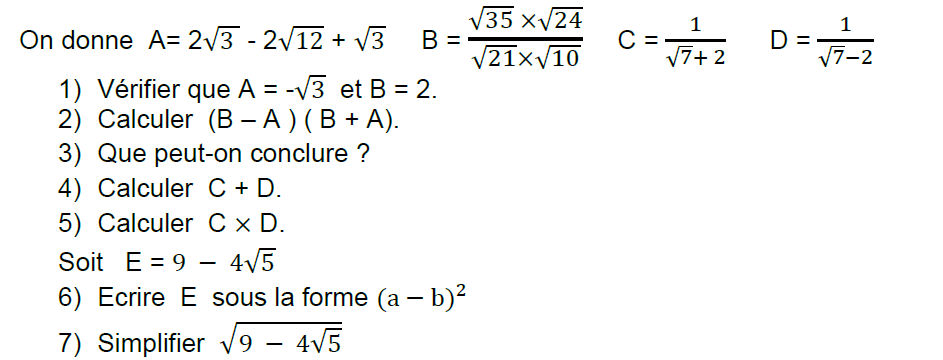 On donne A= 2√3 - 2√12 + √3 B = (√35 ×√24)/(√21×√10) C = 1/(√7+ 2) D = 1/(√7−2)
1) Vérifier que A = -√3 et B = 2.
2) Calculer (B – A ) ( B + A).
3) Que peut-on conclure ?
4) Calculer C + D.
5) Calculer C × D.
Soit E = 9 − 4√5
6) Ecrire E sous la forme (a − b)²
7) Simplifier √(9 − 4√5)